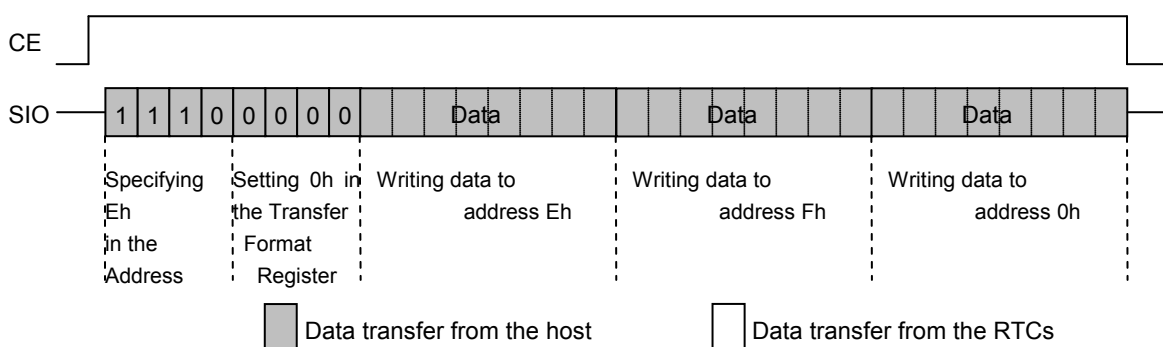 CE
SIO 1 1 1 0 0 0 0 0 Data Data Data
Specifying Setting 0h in Writing data to Writing data to Writing data to
Eh the Transfer address Eh address Fh address 0h
in the Format
Address Register
Data transfer from the host Data transfer from the RTCs